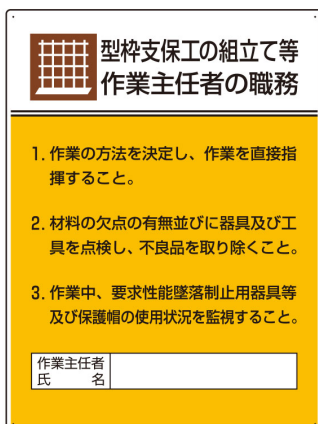 型枠支保工の組立て等
作業主任者の職務
1. 作業の方法を決定し、作業を直接指
揮すること。
2. 材料の欠点の有無並びに器具及び工
具を点検し、不良品を取り除くこと。
3. 作業中、要求性能墜落制止用器具等
及び保護帽の使用状況を監視すること。
作業主任者
氏　名